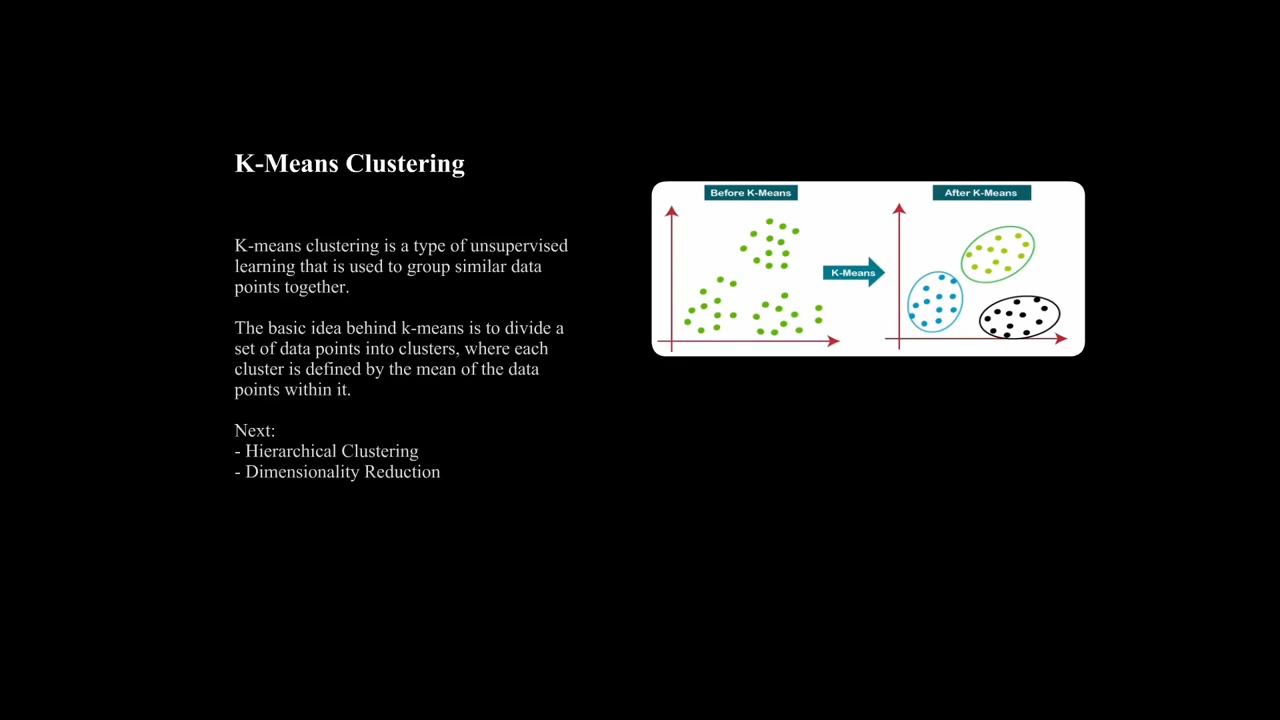 K-Means Clustering
K-means clustering is a type of unsupervised
learning that is used to group similar data
points together.
The basic idea behind k-means is to divide a
set of data points into clusters, where each
cluster is defined by the mean of the data
points within it.
Next:
- Hierarchical Clustering
- Dimensionality Reduction
Before K-Means
K-Means
After K-Means